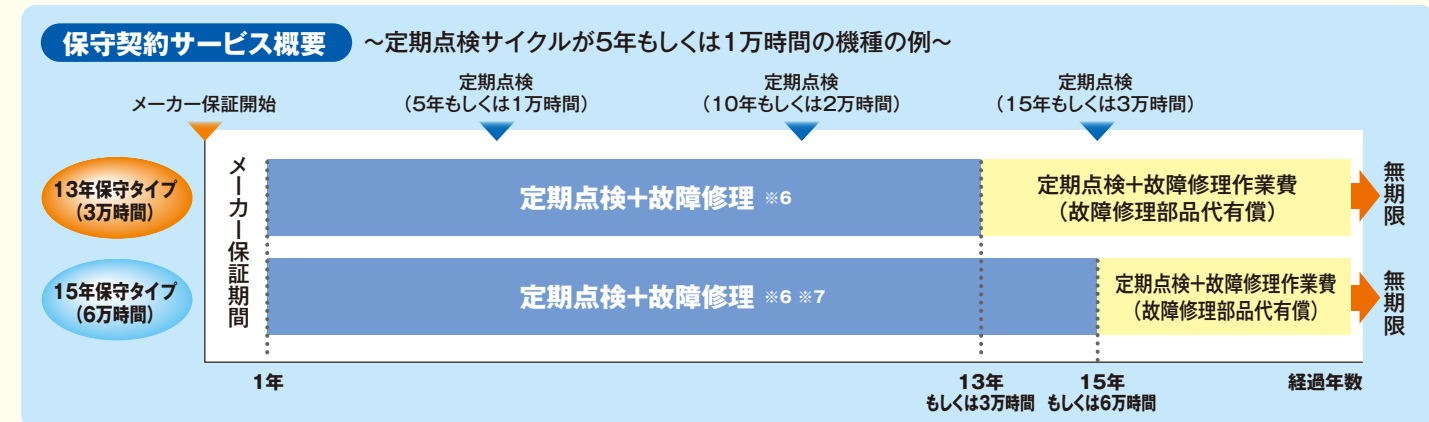 保守契約サービス概要 ～定期点検サイクルが5年もしくは1万時間の機種の例～
メーカー保証開始
定期点検
（5年もしくは1万時間）
定期点検
（10年もしくは2万時間）
定期点検
（15年もしくは3万時間）
13年保守タイプ
（3万時間）
メーカー保証期間
定期点検＋故障修理 ※6
定期点検＋故障修理作業費
（故障修理部品代有償）
無期限
15年保守タイプ
（6万時間）
定期点検＋故障修理 ※6 ※7
定期点検＋故障修理作業費
（故障修理部品代有償）
無期限
1年
13年
もしくは3万時間
15年
もしくは6万時間
経過年数